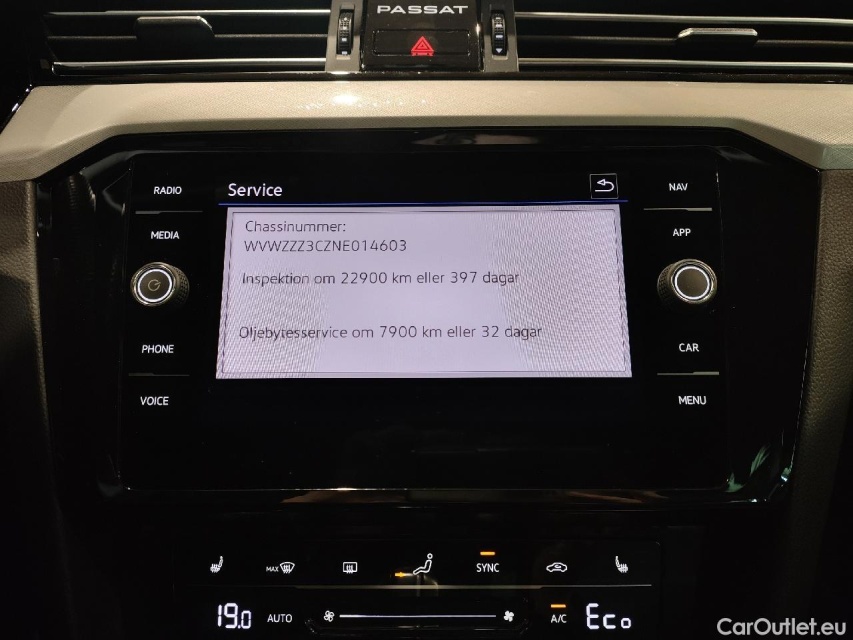 PASSAT
RADIO
Service
NAV
MEDIA
Chassinummer:
WVWZZZ3CZNE014603
APP
Inspektion om 22900 km eller 397 dagar
Oljebytesservice om 7900 km eller 32 dagar
PHONE
CAR
VOICE
MENU
MAX
SYNC
19.0
AUTO
A/C
Eco
CarOutlet.eu